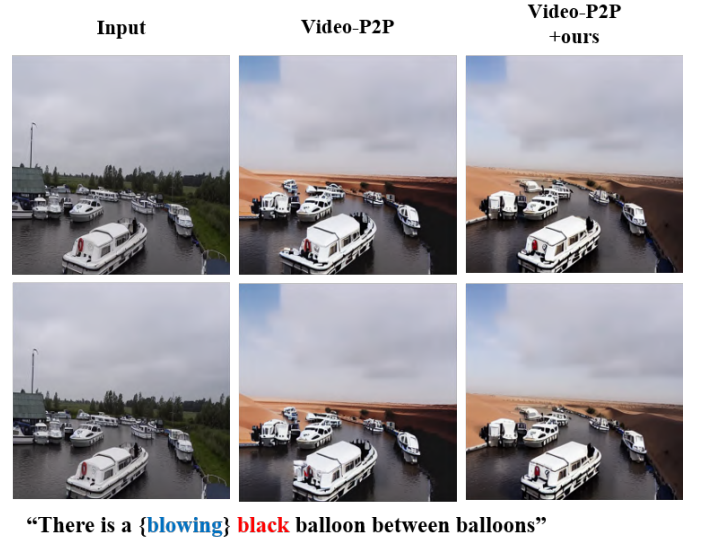 Input
Video-P2P
Video-P2P
+ours
“There is a {blowing} black balloon between balloons”